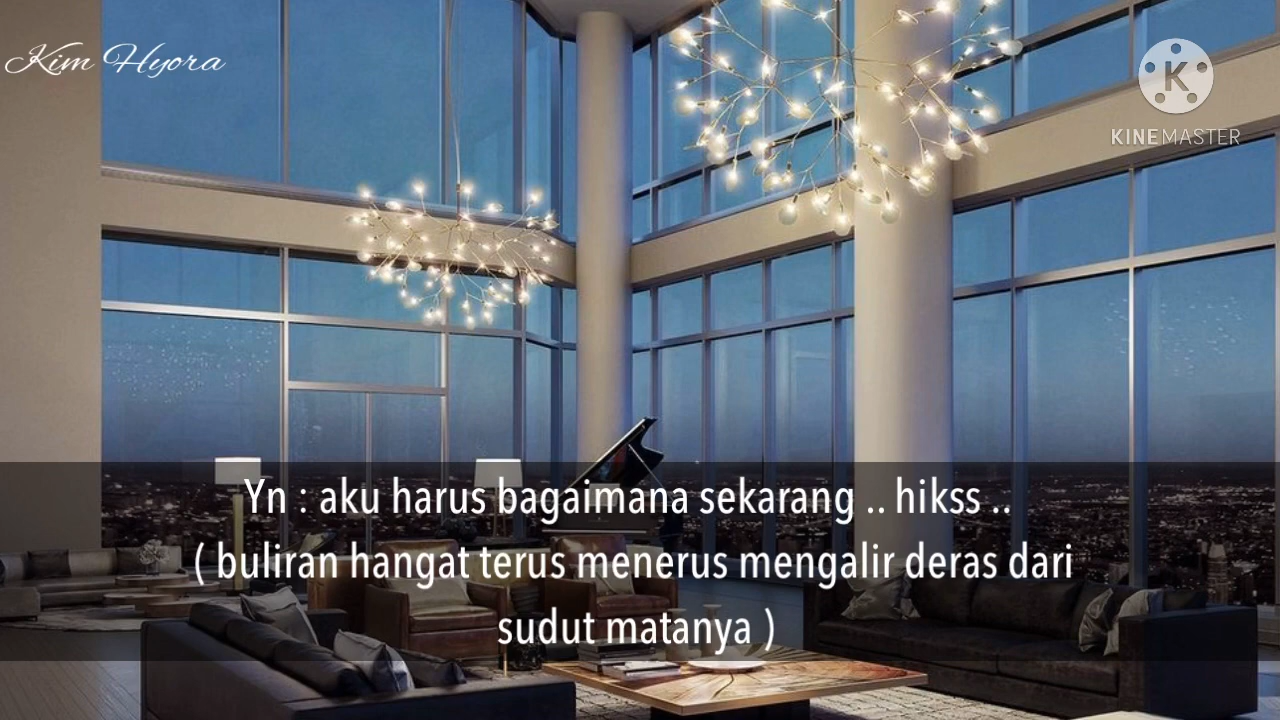 Kim Hyora
K
KINEMASTER
Yn : aku harus bagaimana sekarang .. hikss ..
( buliran hangat terus menerus mengalir deras dari
sudut matanya )